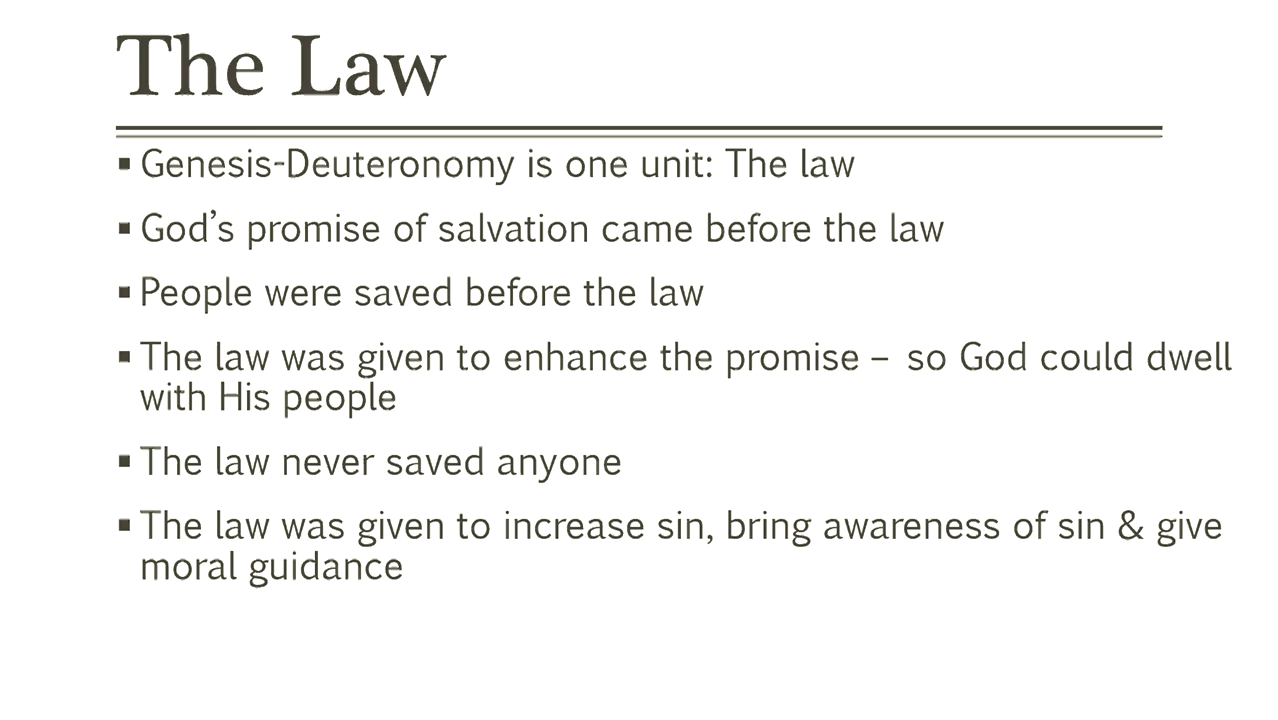 The Law
▪ Genesis-Deuteronomy is one unit: The law
▪ God’s promise of salvation came before the law
▪ People were saved before the law
▪ The law was given to enhance the promise – so God could dwell
with His people
▪ The law never saved anyone
▪ The law was given to increase sin, bring awareness of sin & give
moral guidance